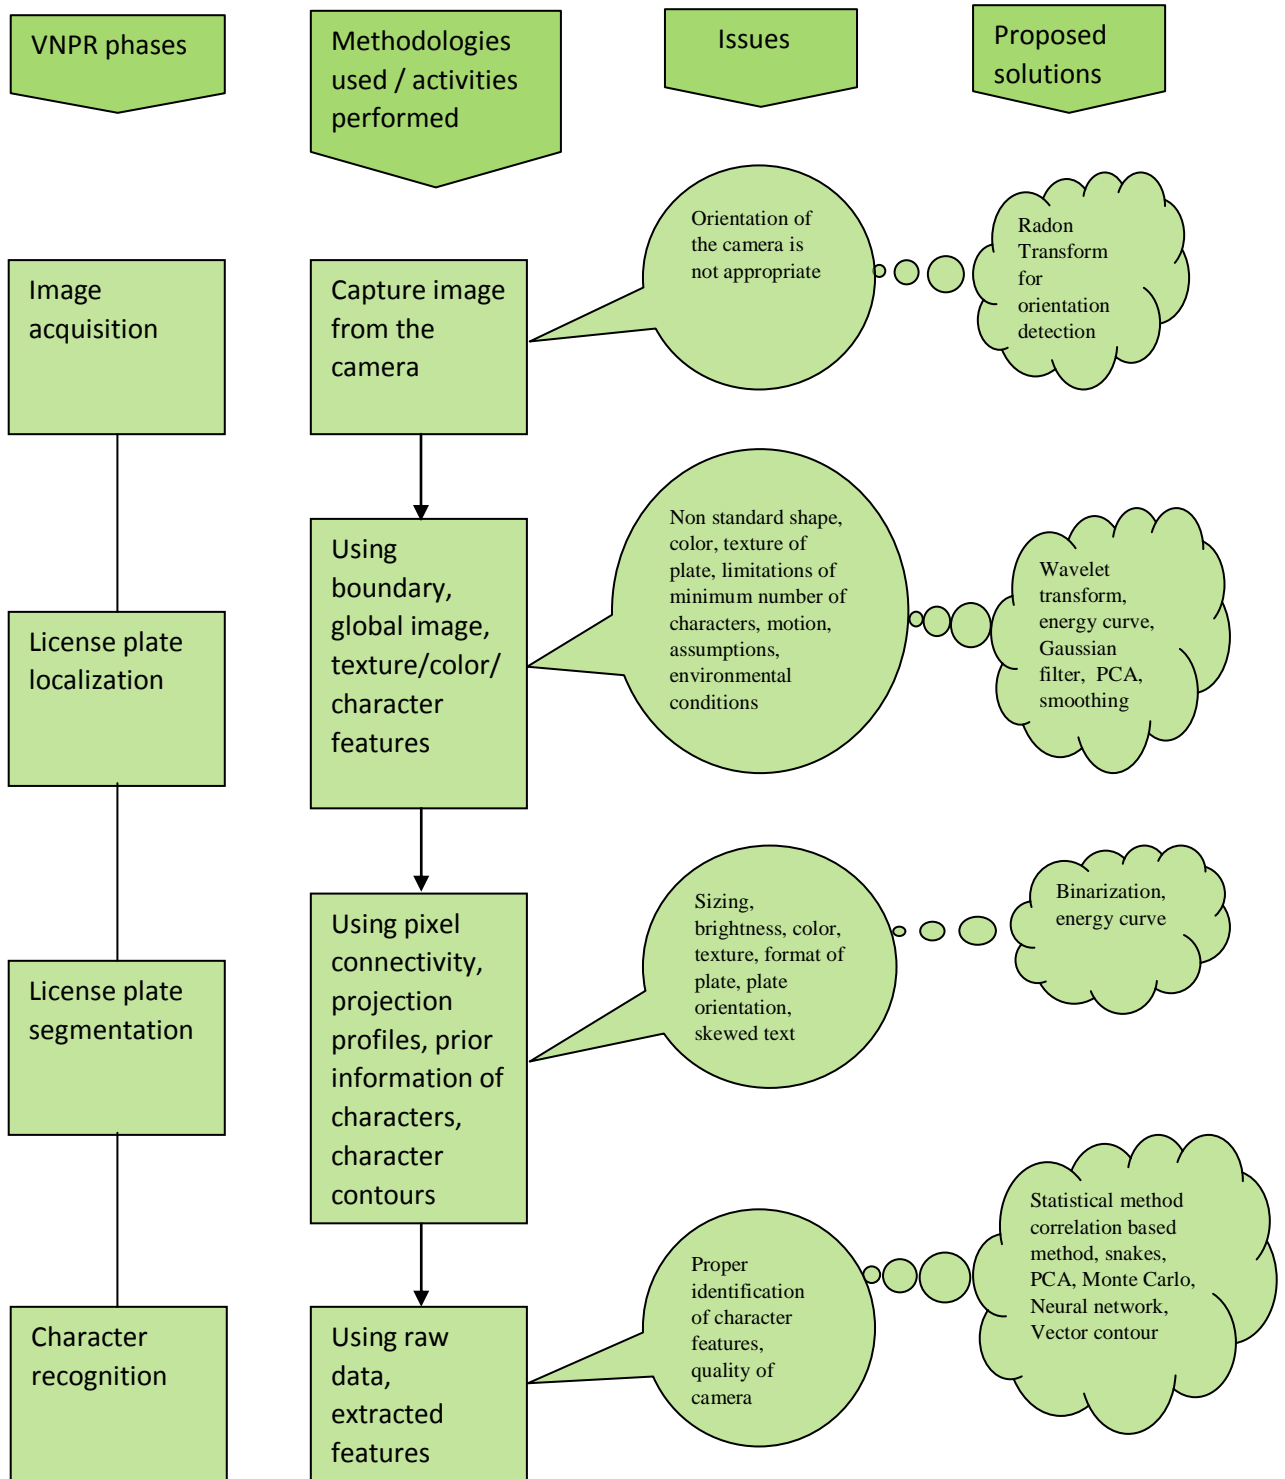 VNPR phases
Methodologies
used / activities
performed
Issues
Proposed
solutions
Image
acquisition
Capture image
from the
camera
Orientation of
the camera is
not appropriate
Radon
Transform
for
orientation
detection
License plate
localization
Using
boundary,
global image,
texture/color/
character
features
Non standard shape,
color, texture of
plate, limitations of
minimum number of
characters, motion,
assumptions,
environmental
conditions
Wavelet
transform,
energy curve,
Gaussian
filter, PCA,
smoothing
License plate
segmentation
Using pixel
connectivity,
projection
profiles, prior
information of
characters,
character
contours
Sizing,
brightness, color,
texture, format of
plate, plate
orientation,
skewed text
Binarization,
energy curve
Character
recognition
Using raw
data,
extracted
features
Proper
identification
of character
features,
quality of
camera
Statistical method
correlation based
method, snakes,
PCA, Monte Carlo,
Neural network,
Vector contour